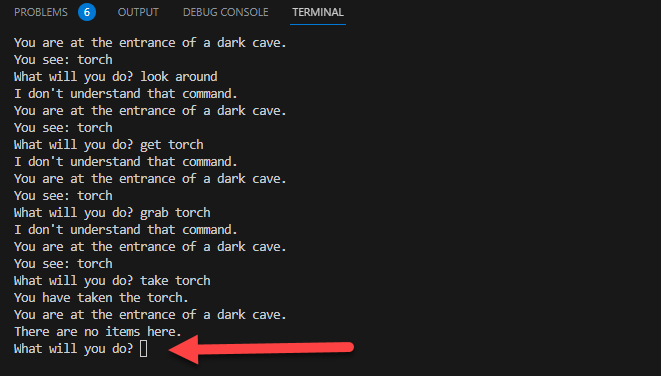 PROBLEMS 6 OUTPUT DEBUG CONSOLE TERMINAL
You are at the entrance of a dark cave.
You see: torch
What will you do? look around
I don't understand that command.
You are at the entrance of a dark cave.
You see: torch
What will you do? get torch
I don't understand that command.
You are at the entrance of a dark cave.
You see: torch
What will you do? grab torch
I don't understand that command.
You are at the entrance of a dark cave.
You see: torch
What will you do? take torch
You have taken the torch.
You are at the entrance of a dark cave.
There are no items here.
What will you do?